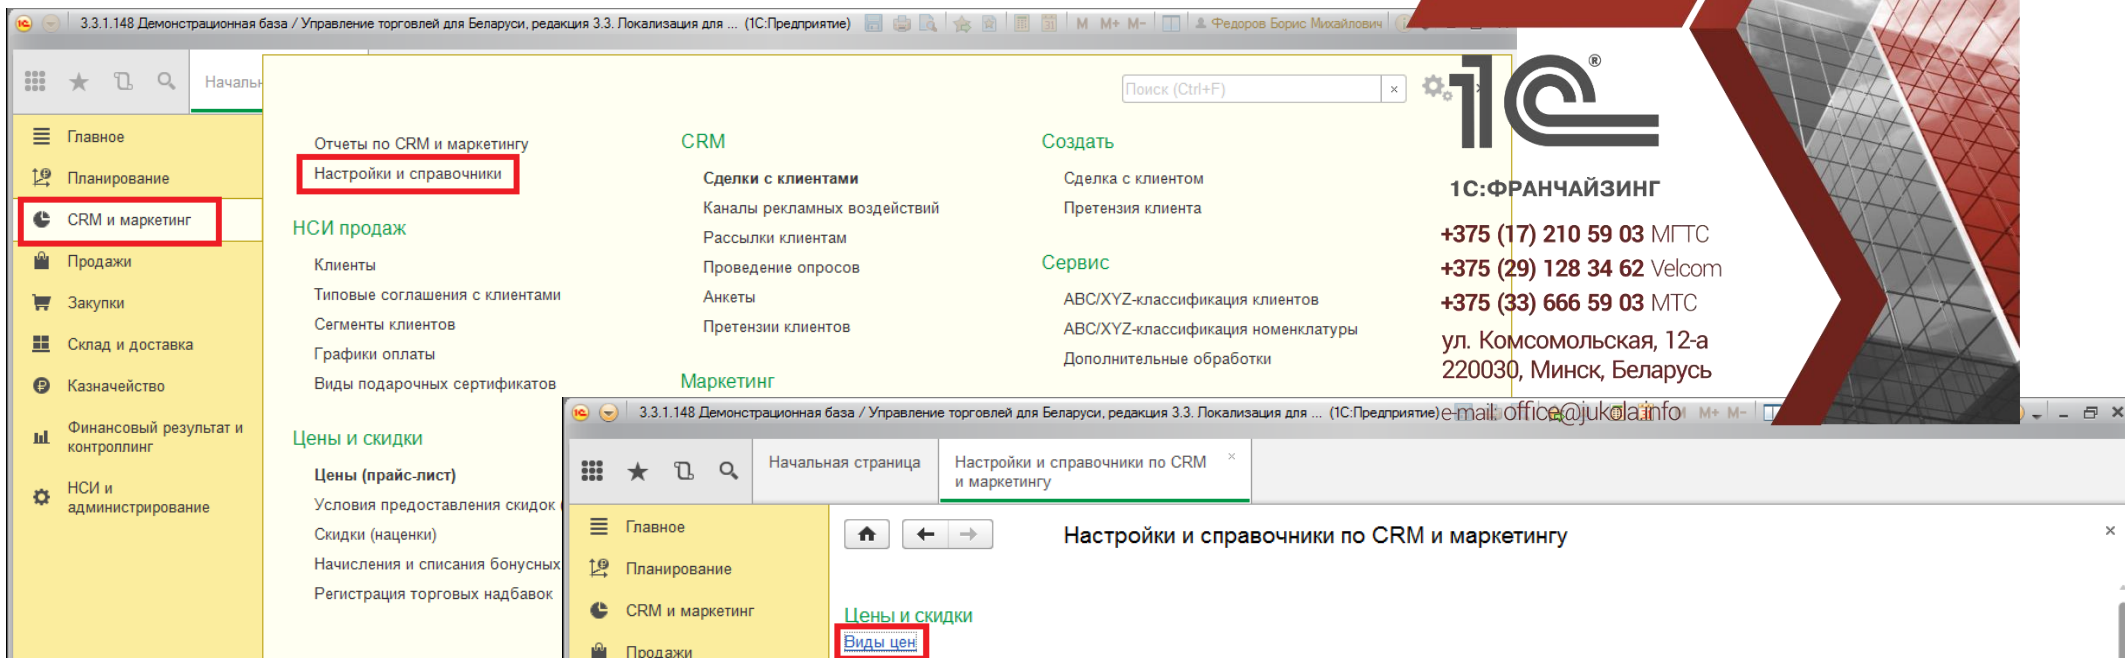 3.3.1.148 Демонстрационная база / Управление торговлей для Беларуси, редакция 3.3. Локализация для ... (1С:Предприятие)
M M+ M-
Федоров Борис Михайлович
Началь
Поиск (Ctrl+F)
Главное
Планирование
CRM и маркетинг
Продажи
Закупки
Склад и доставка
Казначейство
Финансовый результат и
контроллинг
НСИ и
администрирование
Отчеты по CRM и маркетингу
Настройки и справочники
НСИ продаж
Клиенты
Типовые соглашения с клиентами
Сегменты клиентов
Графики оплаты
Виды подарочных сертификатов
Цены и скидки
Цены (прайс-лист)
Условия предоставления скидок (
Скидки (наценки)
Начисления и списания бонусных
Регистрация торговых надбавок
CRM
Сделки с клиентами
Каналы рекламных воздействий
Рассылки клиентам
Проведение опросов
Анкеты
Претензии клиентов
Маркетинг
Создать
Сделка с клиентом
Претензия клиента
Сервис
ABC/XYZ-классификация клиентов
ABC/XYZ-классификация номенклатуры
Дополнительные обработки
1С®
1С:ФРАНЧАЙЗИНГ
+375 (17) 210 59 03 МГТС
+375 (29) 128 34 62 Velcom
+375 (33) 666 59 03 МТС
ул. Комсомольская, 12-а
220030, Минск, Беларусь
e-mail: office@jukola.info
3.3.1.148 Демонстрационная база / Управление торговлей для Беларуси, редакция 3.3. Локализация для ... (1С:Предприятие)
M M+ M-
Начальная страница
Настройки и справочники по CRM
и маркетингу
Главное
Планирование
CRM и маркетинг
Продажи
Настройки и справочники по CRM и маркетингу
Цены и скидки
Виды цен